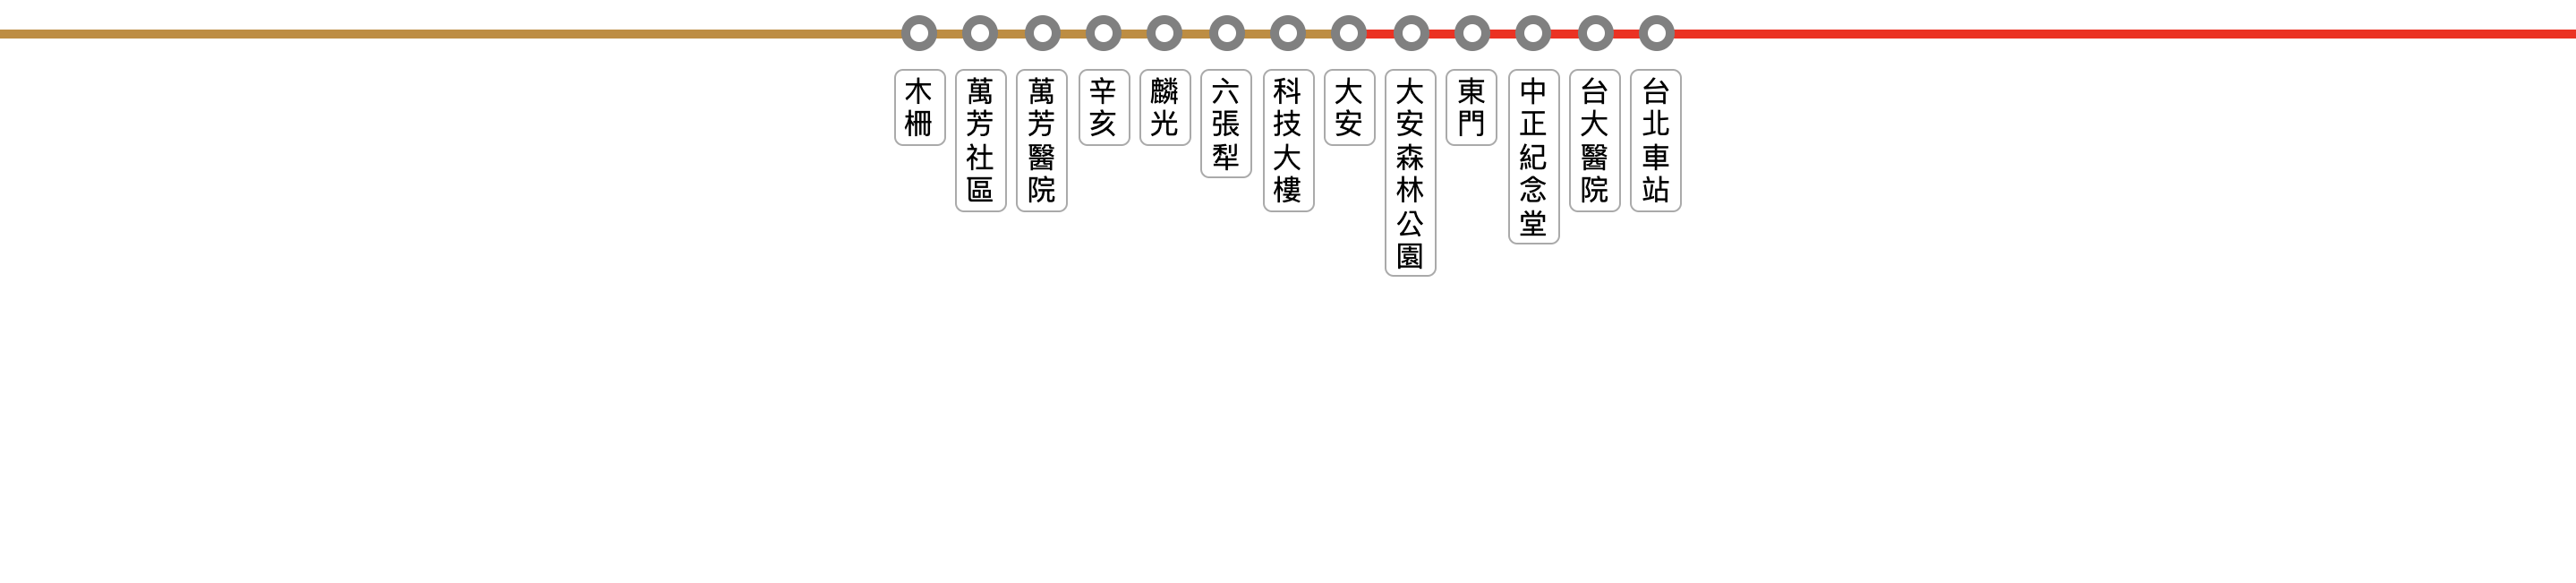 木柵
萬芳社區
萬芳醫院
辛亥
麟光
六張犁
科技大樓
大安
大安森林公園
東門
中正紀念堂
台大醫院
台北車站